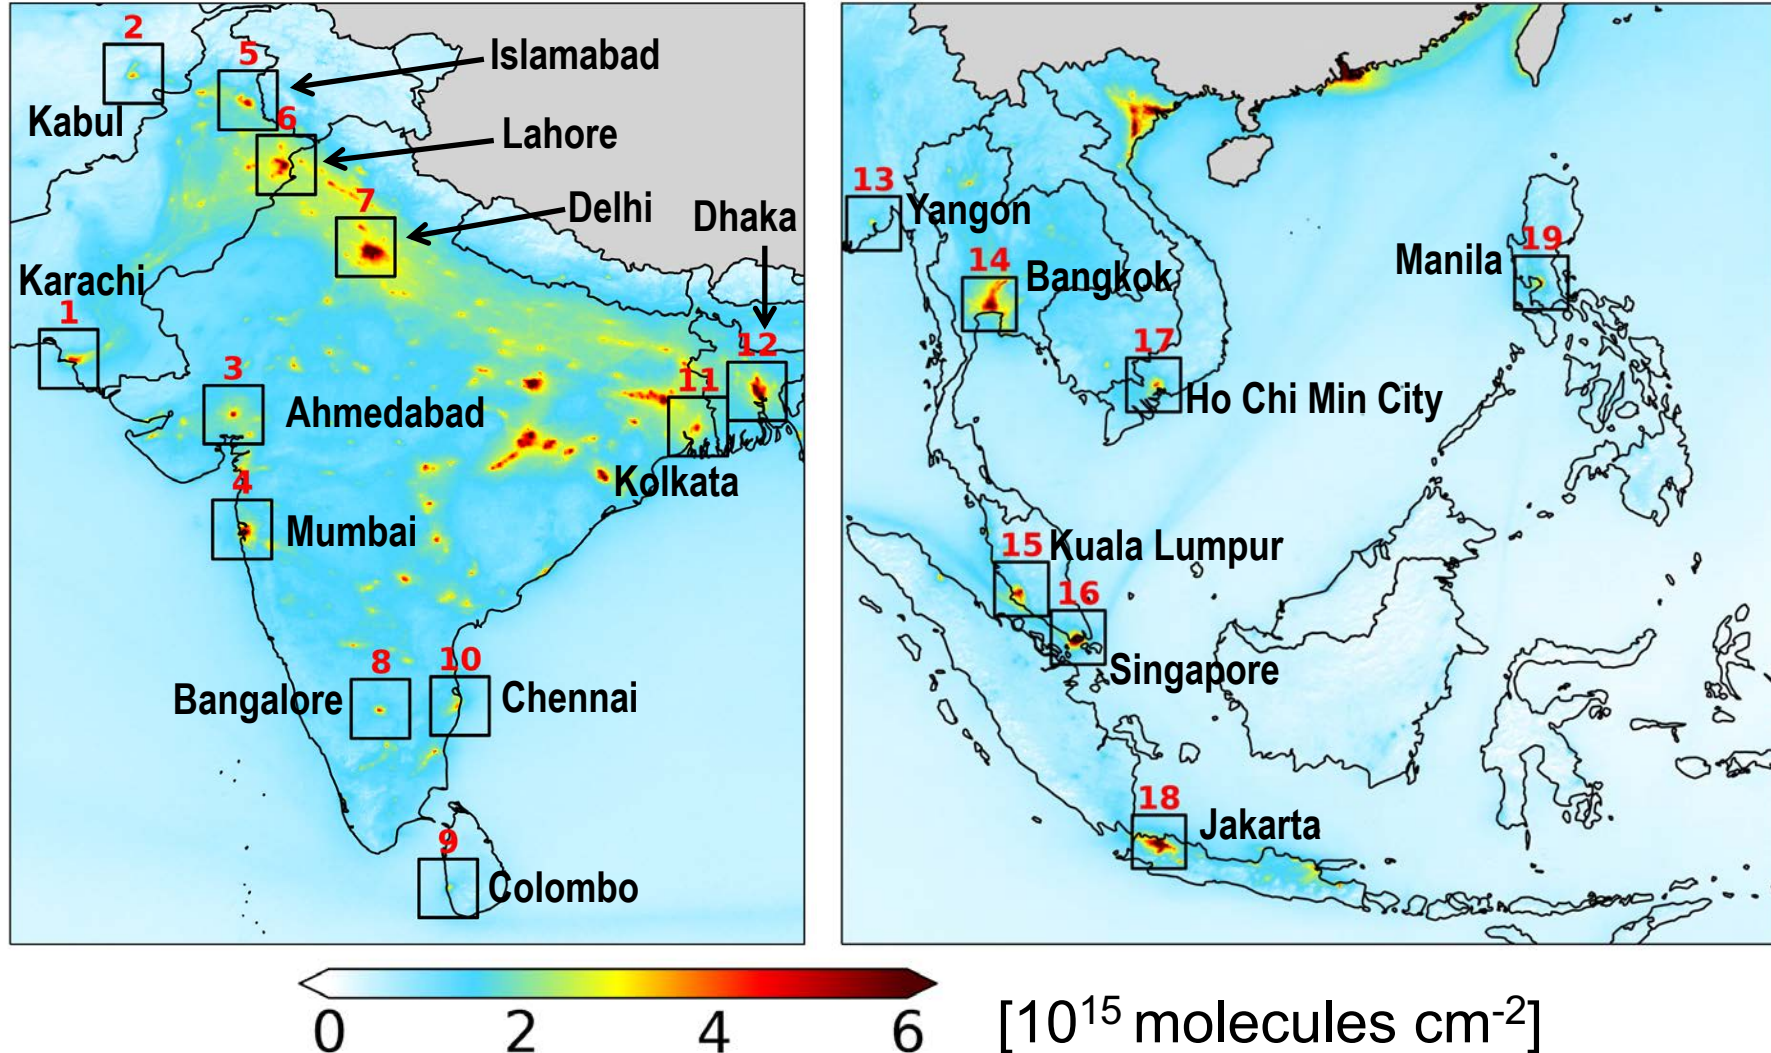 2
5
Islamabad
Kabul
6
Lahore
7
Delhi
Dhaka
Karachi
1
12
3
11
Ahmedabad
Kolkata
4
Mumbai
8
10
Bangalore
Chennai
9
Colombo
13
Yangon
19
Manila
14
Bangkok
17
Ho Chi Min City
15
Kuala Lumpur
16
Singapore
18
Jakarta
0 2 4 6 [10¹⁵ molecules cm⁻²]